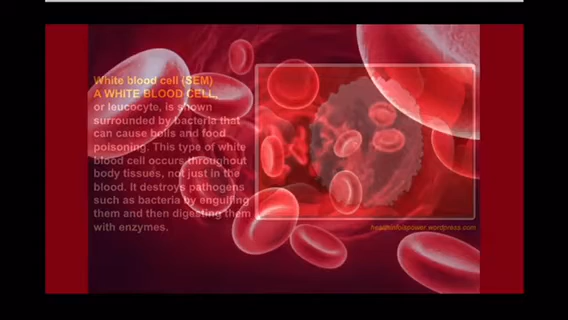 White blood cell (SEM)
A WHITE BLOOD CELL,
or leucocyte, is shown
surrounded by bacteria that
can cause boils and food
poisoning. This type of white
blood cell occurs throughout
body tissues, not just in the
blood. It destroys pathogens
such as bacteria by engulfing
them and then digesting them
with enzymes.
healthinfoispower.wordpress.com